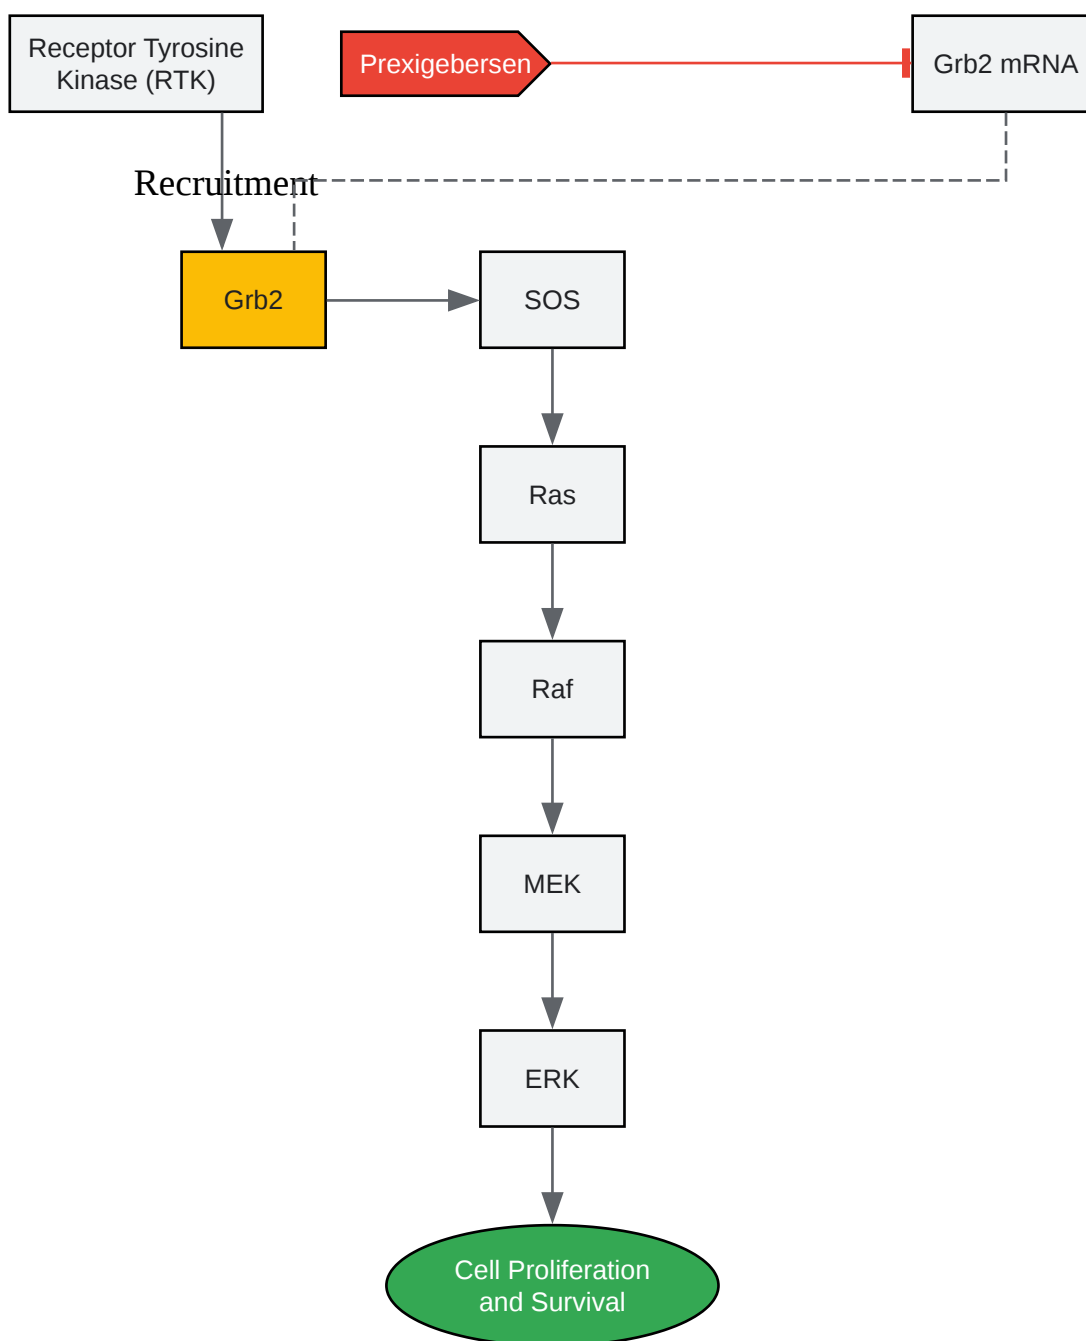 Receptor Tyrosine
Kinase (RTK)
Prexigebersen
Grb2 mRNA
Recruitment
Grb2
SOS
Ras
Raf
MEK
ERK
Cell Proliferation
and Survival